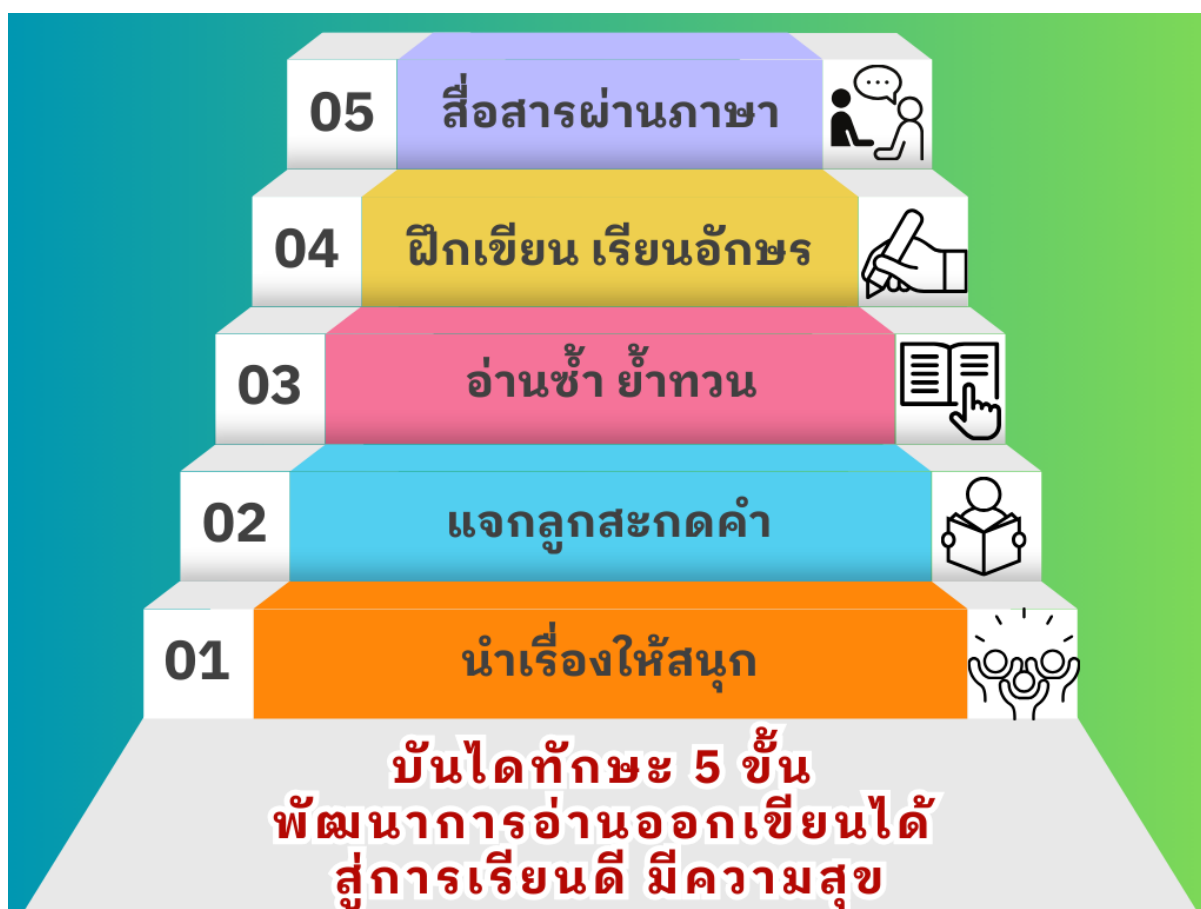 05 สื่อสารผ่านภาษา
04 ฝึกเขียน เรียนอักษร
03 อ่านซ้ำ ย้ำทวน
02 แจกลูกสะกดคำ
01 นำเรื่องให้สนุก
บันไดทักษะ 5 ขั้น
พัฒนาการอ่านออกเขียนได้
สู่การเรียนดี มีความสุข